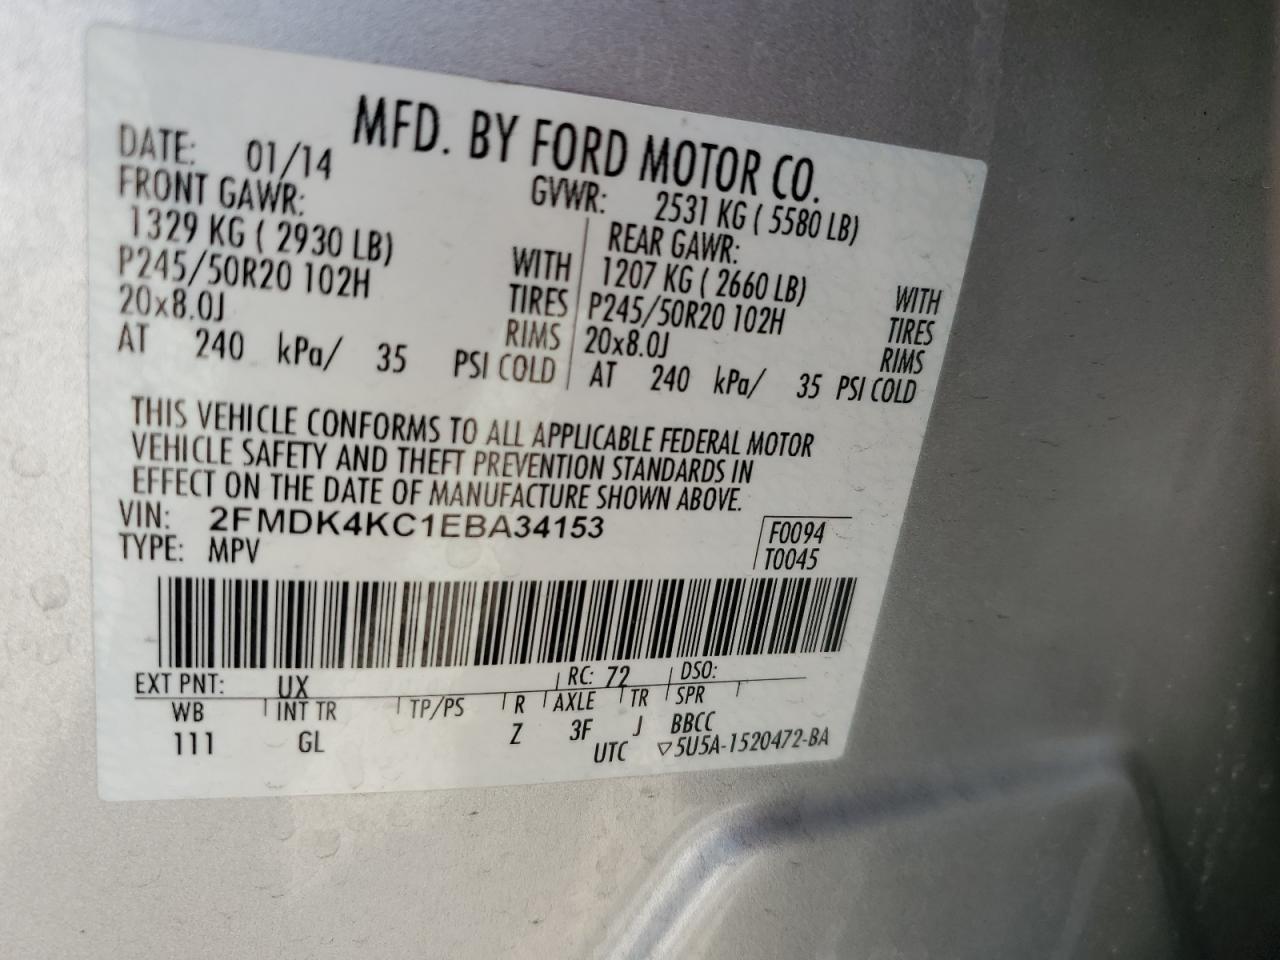 MFD. BY FORD MOTOR CO.
DATE: 01/14 GVWR: 2531 KG ( 5580 LB)
FRONT GAWR: REAR GAWR:
1329 KG ( 2930 LB) WITH 1207 KG ( 2660 LB) WITH
P245/50R20 102H TIRES P245/50R20 102H TIRES
20x8.0J RIMS 20x8.0J RIMS
AT 240 kPa/ 35 PSI COLD AT 240 kPa/ 35 PSI COLD
THIS VEHICLE CONFORMS TO ALL APPLICABLE FEDERAL MOTOR
VEHICLE SAFETY AND THEFT PREVENTION STANDARDS IN
EFFECT ON THE DATE OF MANUFACTURE SHOWN ABOVE.
VIN: 2FMDK4KC1EBA34153 F0094
TYPE: MPV T0045
EXT PNT: UX RC: 72 DSO:
WB INT TR TP/PS R AXLE TR SPR
111 GL Z 3F J BBCC
UTC ▽5U5A-1520472-BA